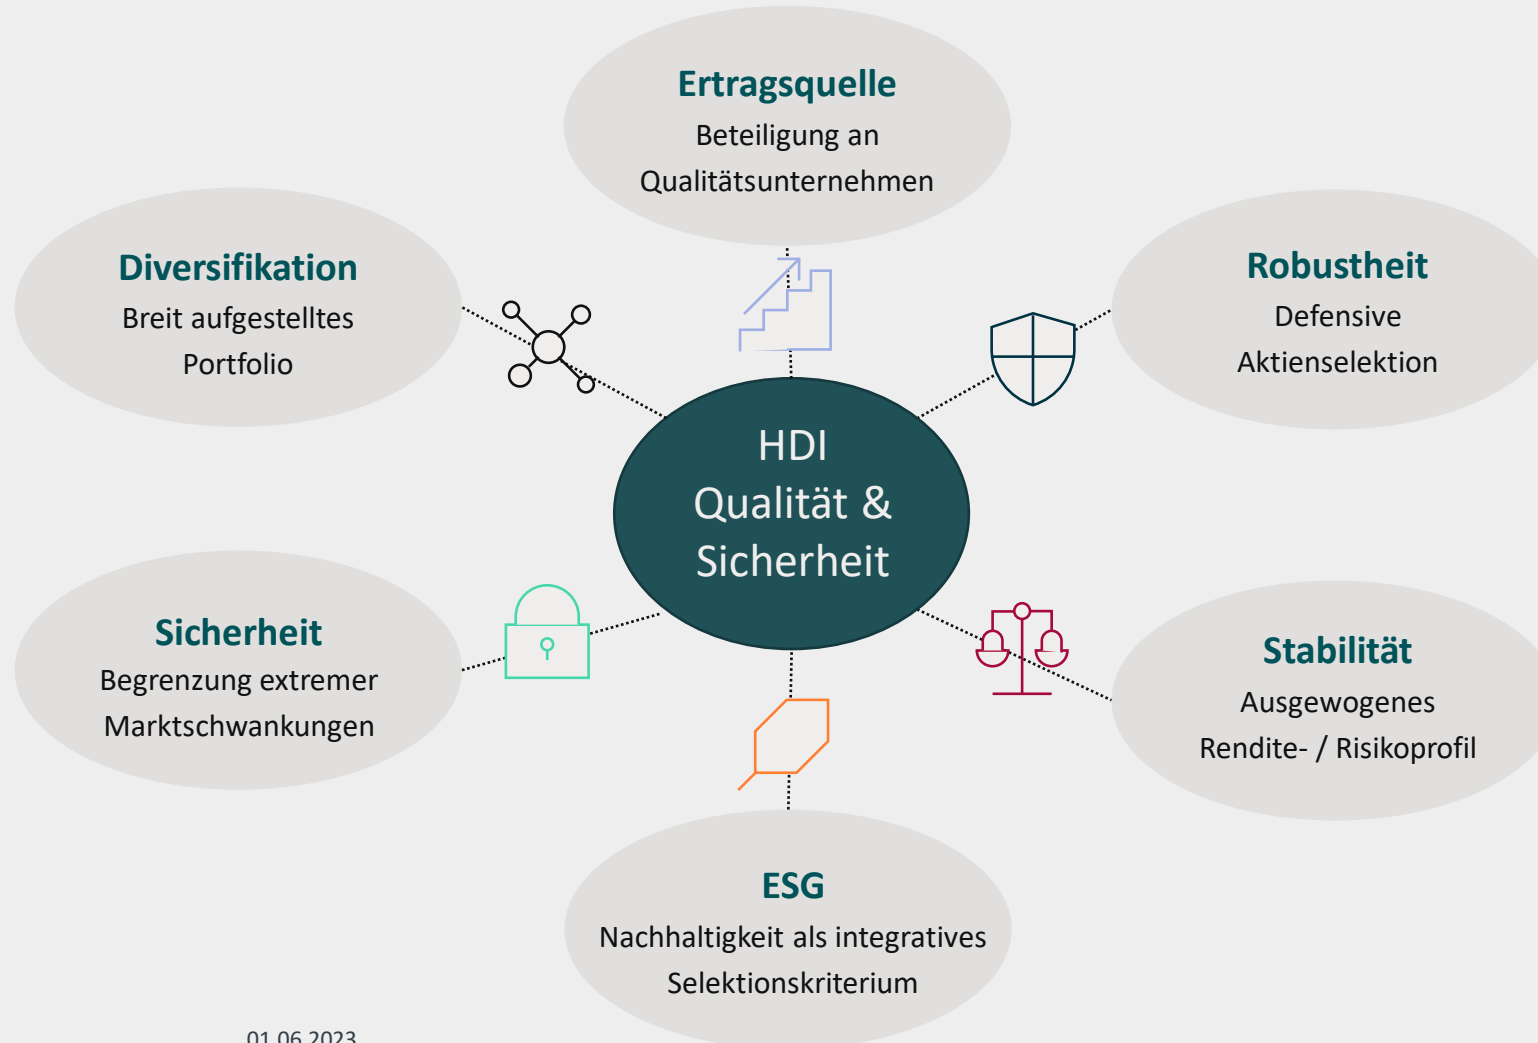 Ertragsquelle
Beteiligung an
Qualitätsunternehmen
Diversifikation
Breit aufgestelltes
Portfolio
Robustheit
Defensive
Aktienselektion
HDI
Qualität &
Sicherheit
Sicherheit
Begrenzung extremer
Marktschwankungen
Stabilität
Ausgewogenes
Rendite- / Risikoprofil
ESG
Nachhaltigkeit als integratives
Selektionskriterium
01.06.2023